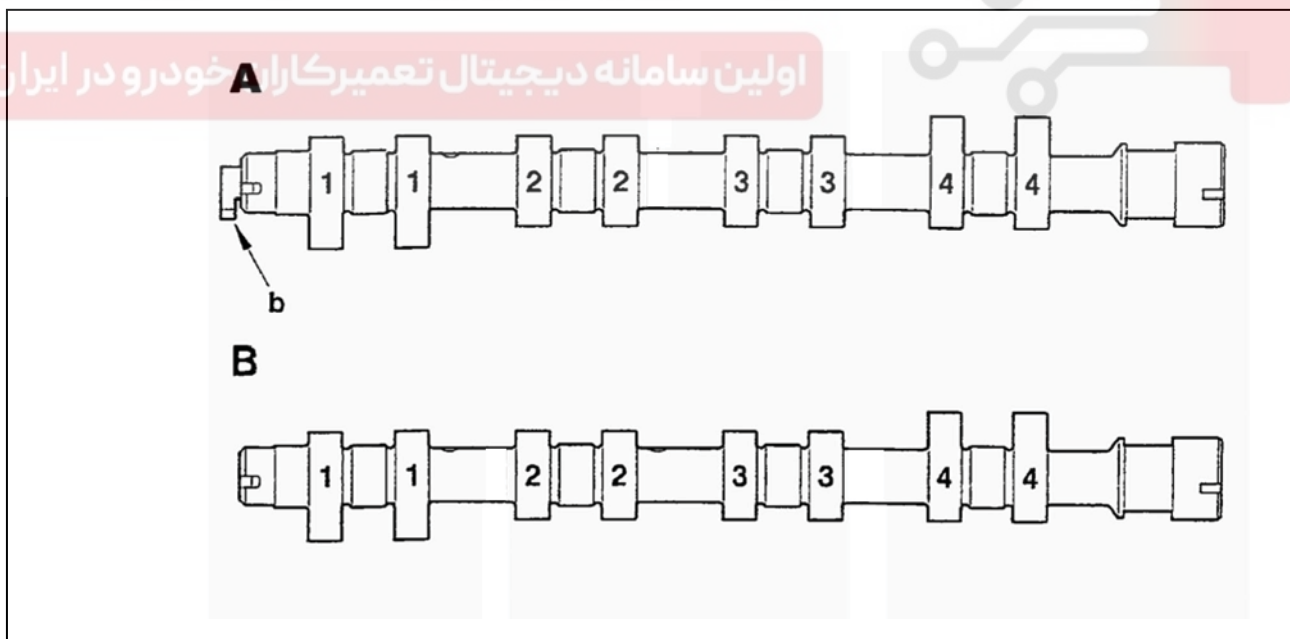 اولین سامانه دیجیتال تعمیرکاران خودرو در ایران
A
1 1 2 2 3 3 4 4
b
B
1 1 2 2 3 3 4 4